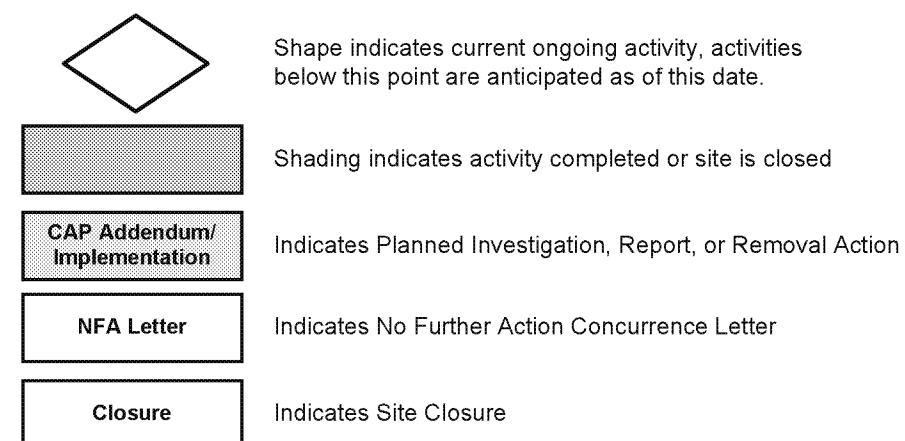 Shape indicates current ongoing activity, activities
below this point are anticipated as of this date.
Shading indicates activity completed or site is closed
CAP Addendum/
Implementation
Indicates Planned Investigation, Report, or Removal Action
NFA Letter
Indicates No Further Action Concurrence Letter
Closure
Indicates Site Closure